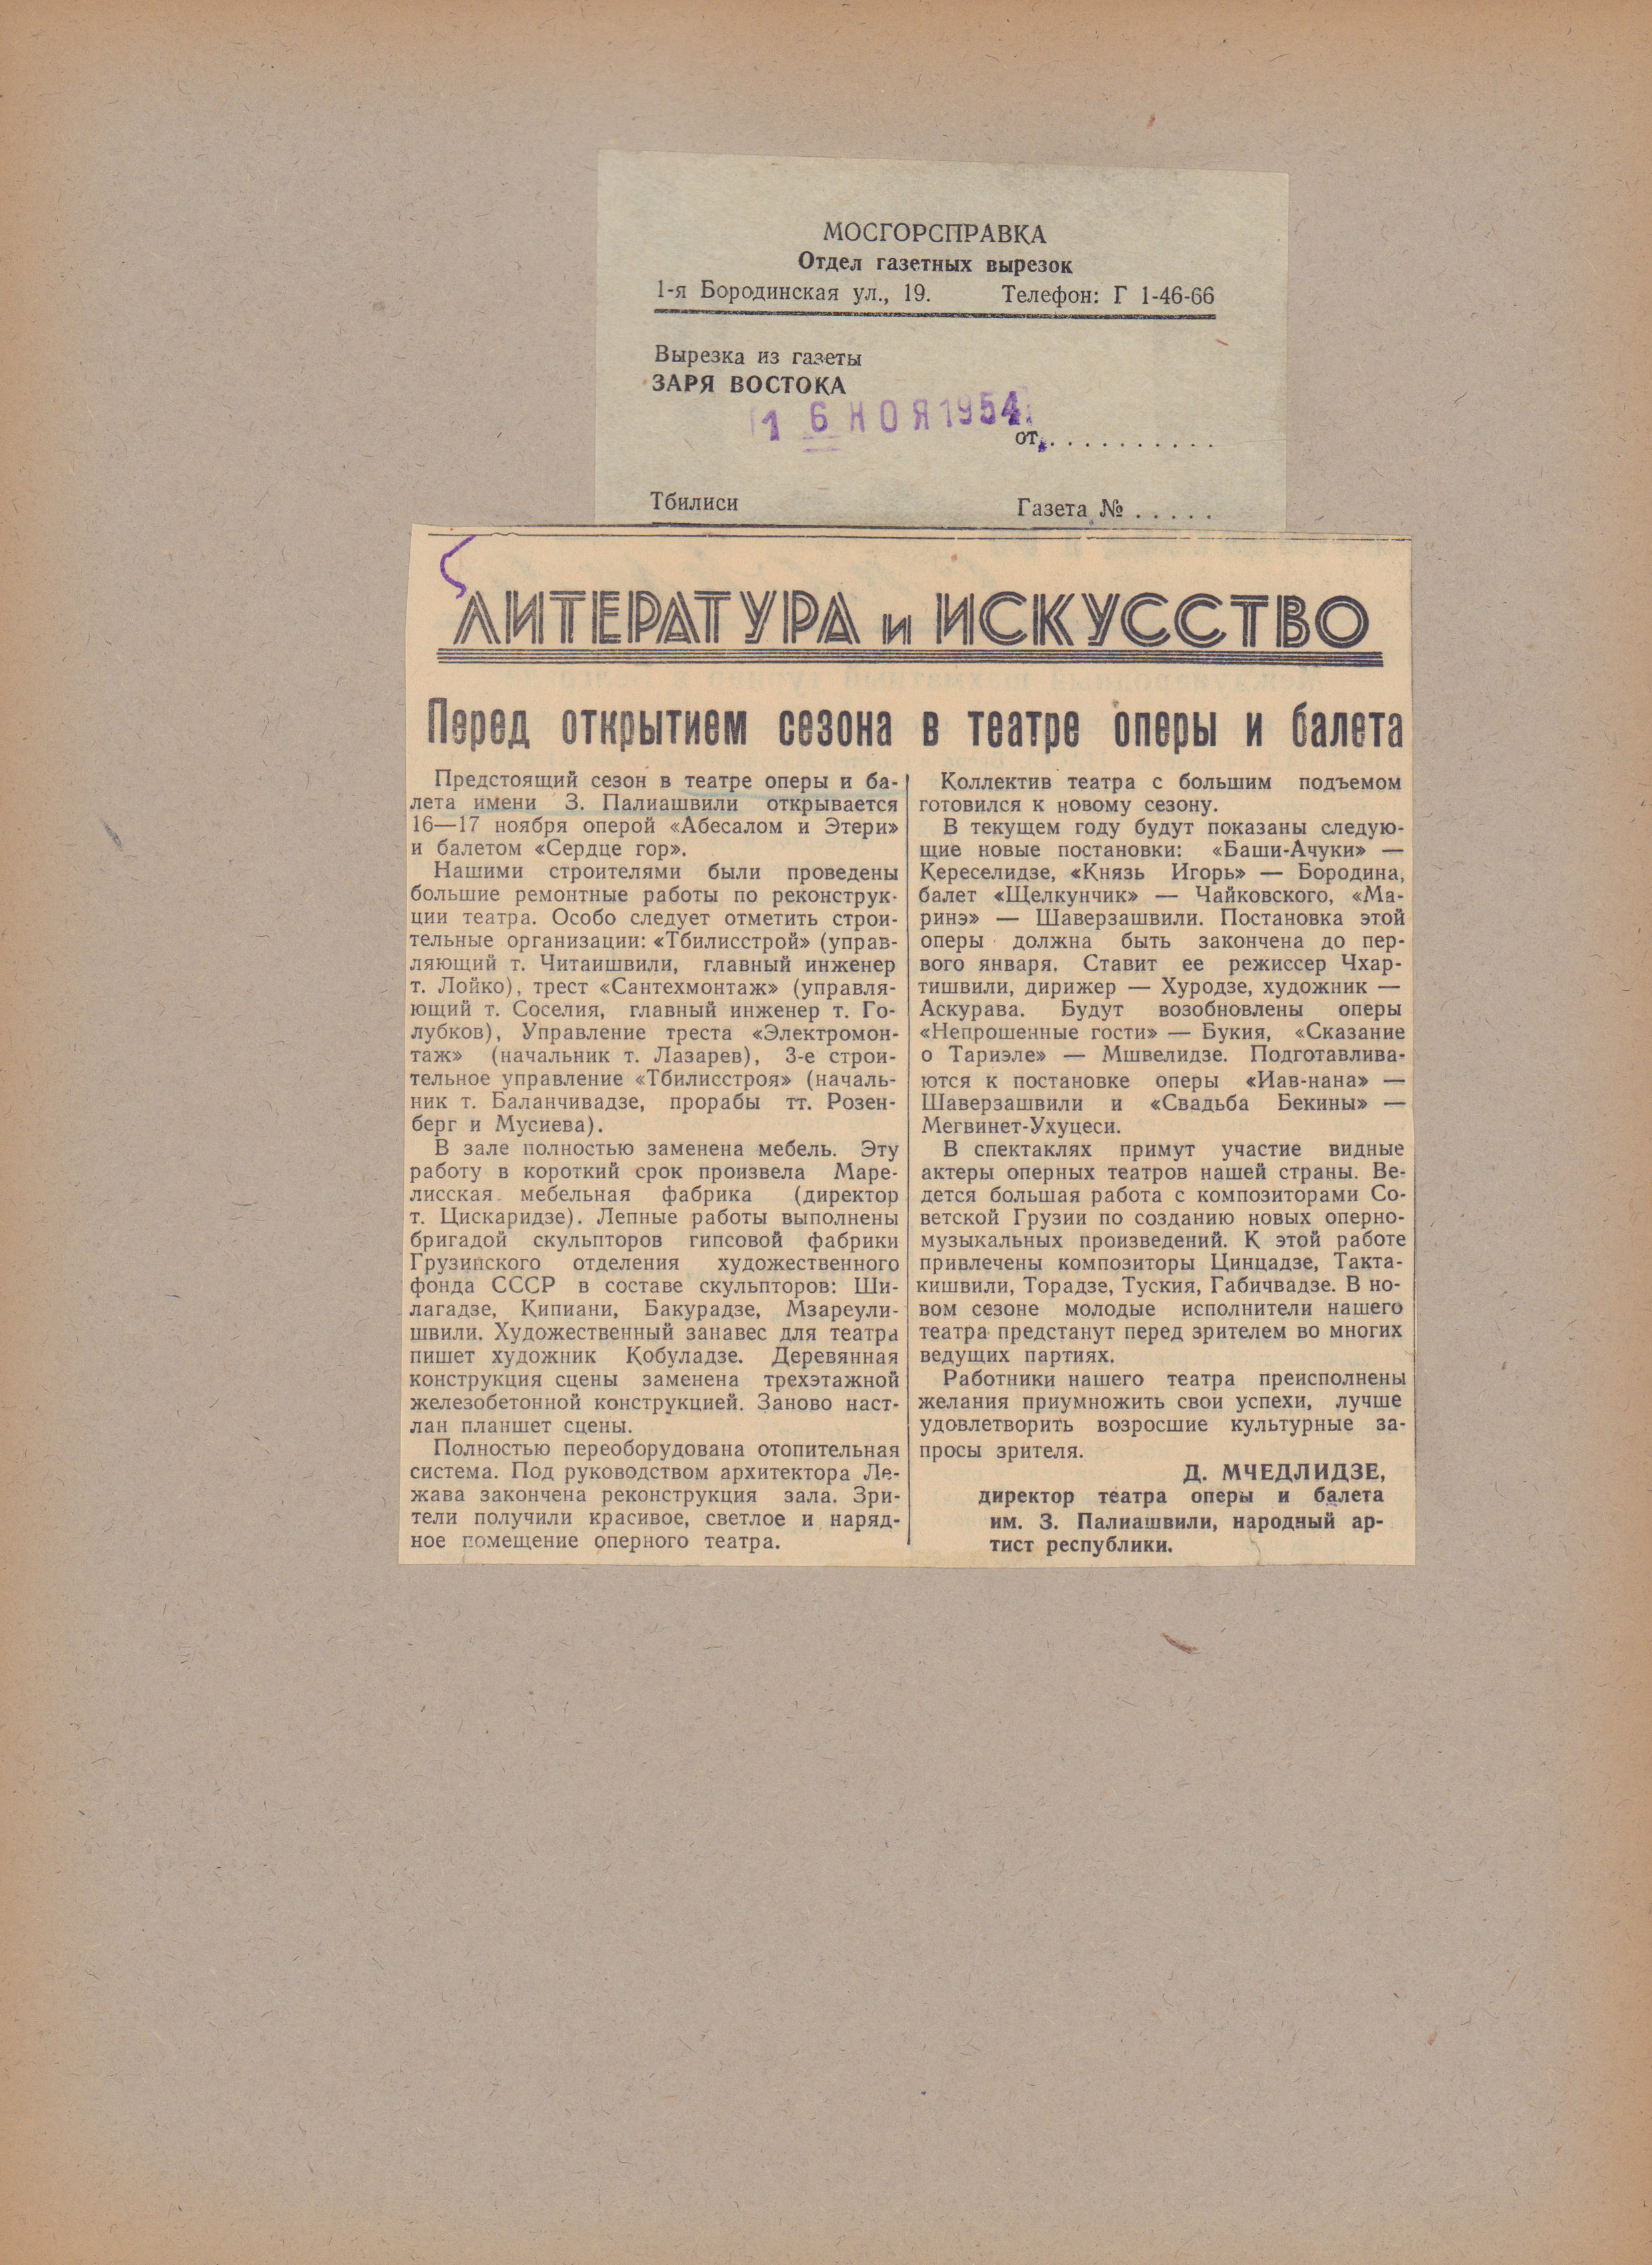 МОСГОРСПРАВКА
Отдел газетных вырезок
1-я Бородинская ул., 19. Телефон: Г 1-46-66
Вырезка из газеты
ЗАРЯ ВОСТОКА
16 НОЯ 1954
от . . . . . . . . . . .
Тбилиси Газета № . . . . .
ЛИТЕРАТУРА и ИСКУССТВО
Перед открытием сезона в театре оперы и балета
Предстоящий сезон в театре оперы и ба-
лета имени З. Палиашвили открывается
16—17 ноября оперой «Абесалом и Этери»
и балетом «Сердце гор».
Нашими строителями были проведены
большие ремонтные работы по реконструк-
ции театра. Особо следует отметить строи-
тельные организации: «Тбилисстрой» (управ-
ляющий т. Читаишвили, главный инженер
т. Лойко), трест «Сантехмонтаж» (управля-
ющий т. Соселия, главный инженер т. Го-
лубков), Управление треста «Электромон-
таж» (начальник т. Лазарев), 3-е строи-
тельное управление «Тбилисстроя» (началь-
ник т. Баланчивадзе, прорабы тт. Розен-
берг и Мусиева).
В зале полностью заменена мебель. Эту
работу в короткий срок произвела Маре-
лисская мебельная фабрика (директор
т. Цискаридзе). Лепные работы выполнены
бригадой скульпторов гипсовой фабрики
Грузинского отделения художественного
фонда СССР в составе скульпторов: Ши-
лагадзе, Кипиани, Бакурадзе, Мзареули-
швили. Художественный занавес для театра
пишет художник Кобуладзе. Деревянная
конструкция сцены заменена трехэтажной
железобетонной конструкцией. Заново наст-
лан планшет сцены.
Полностью переоборудована отопительная
система. Под руководством архитектора Ле-
жава закончена реконструкция зала. Зри-
тели получили красивое, светлое и наряд-
ное помещение оперного театра.
Коллектив театра с большим подъемом
готовился к новому сезону.
В текущем году будут показаны следую-
щие новые постановки: «Баши-Ачуки» —
Кереселидзе, «Князь Игорь» — Бородина,
балет «Щелкунчик» — Чайковского, «Ма-
ринэ» — Шаверзашвили. Постановка этой
оперы должна быть закончена до пер-
вого января. Ставит ее режиссер Чхар-
тишвили, дирижер — Хуродзе, художник —
Аскурава. Будут возобновлены оперы
«Непрошенные гости» — Букия, «Сказание
о Тариэле» — Мшвелидзе. Подготавлива-
ются к постановке оперы «Иав-нана» —
Шаверзашвили и «Свадьба Бекины» —
Мегвинет-Ухуцеси.
В спектаклях примут участие видные
актеры оперных театров нашей страны. Ве-
дется большая работа с композиторами Со-
ветской Грузии по созданию новых оперно-
музыкальных произведений. К этой работе
привлечены композиторы Цинцадзе, Такта-
кишвили, Торадзе, Туския, Габичвадзе. В но-
вом сезоне молодые исполнители нашего
театра предстанут перед зрителем во многих
ведущих партиях.
Работники нашего театра преисполнены
желания приумножить свои успехи, лучше
удовлетворить возросшие культурные за-
просы зрителя.
Д. МЧЕДЛИДЗЕ,
директор театра оперы и балета
им. З. Палиашвили, народный ар-
тист республики.